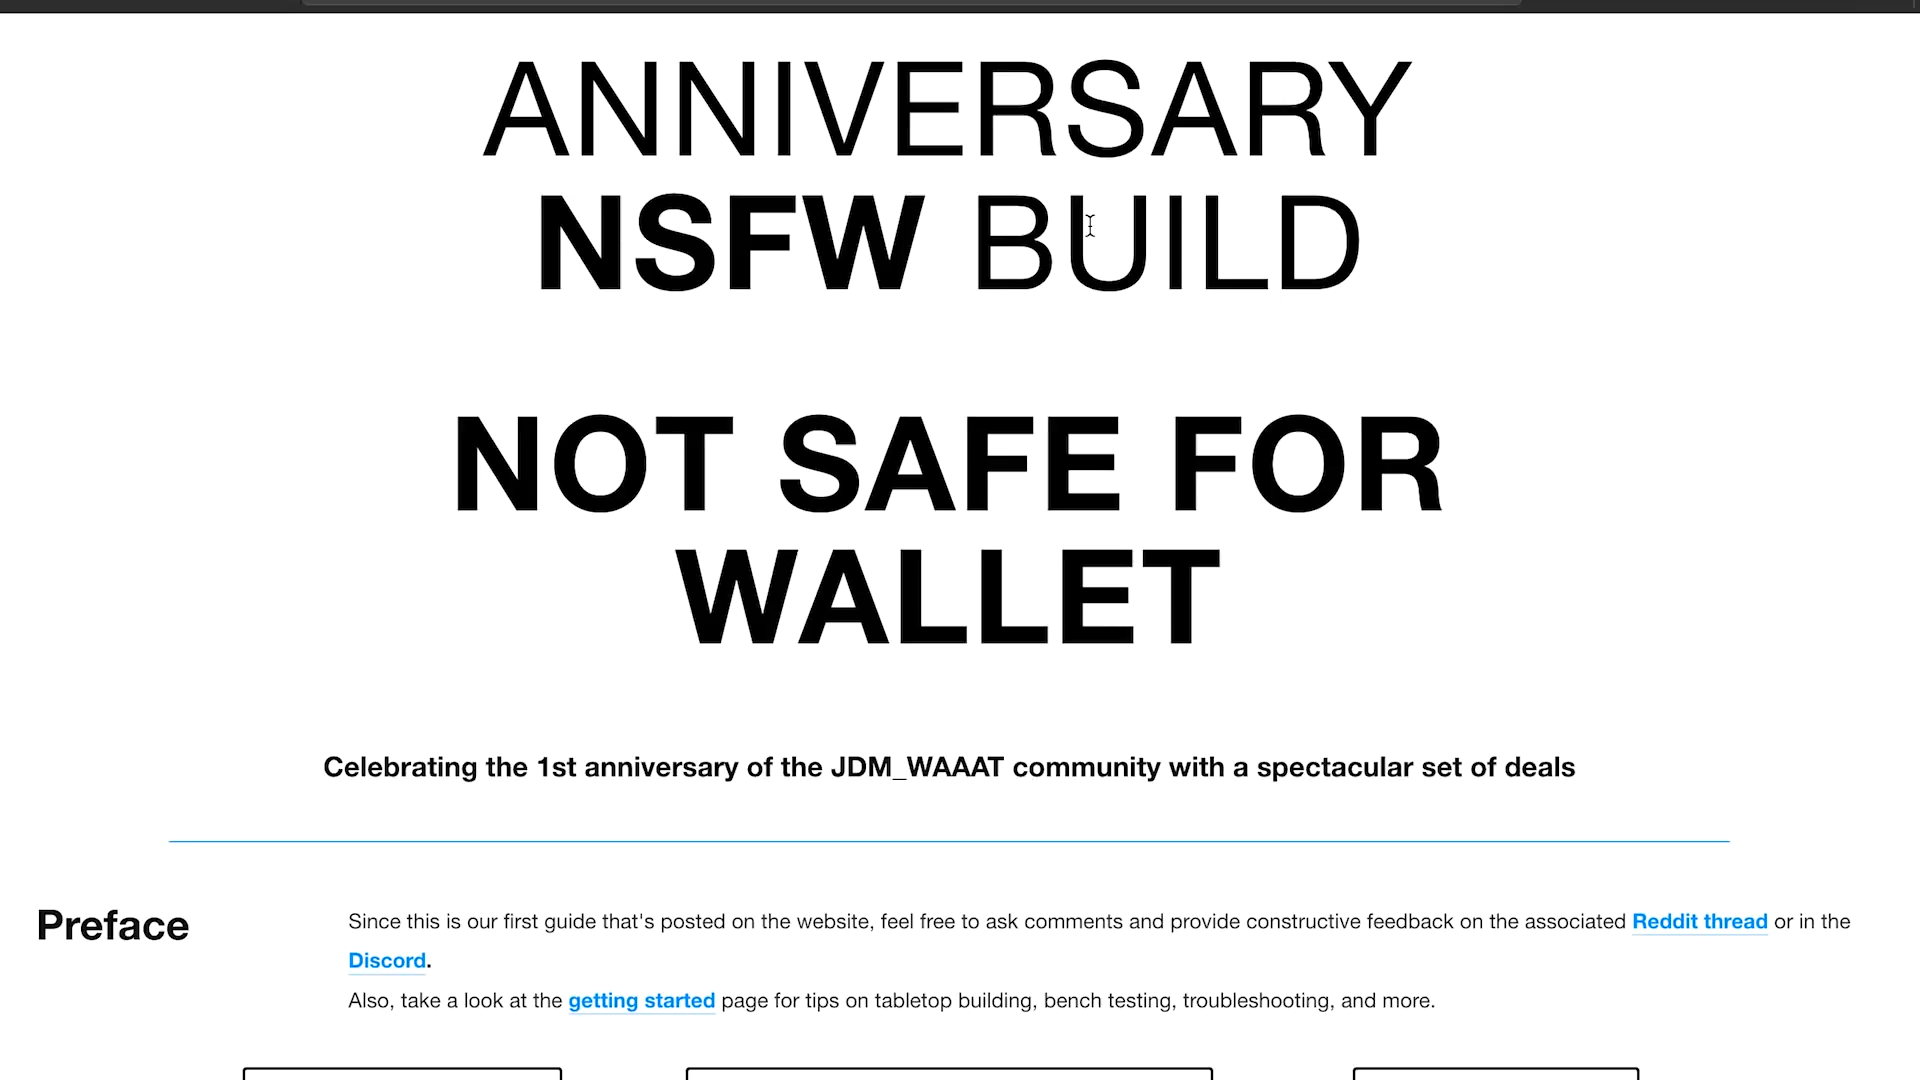 ANNIVERSARY
NSFW BUILD
NOT SAFE FOR
WALLET
Celebrating the 1st anniversary of the JDM_WAAAT community with a spectacular set of deals
Preface
Since this is our first guide that's posted on the website, feel free to ask comments and provide constructive feedback on the associated Reddit thread or in the
Discord.
Also, take a look at the getting started page for tips on tabletop building, bench testing, troubleshooting, and more.